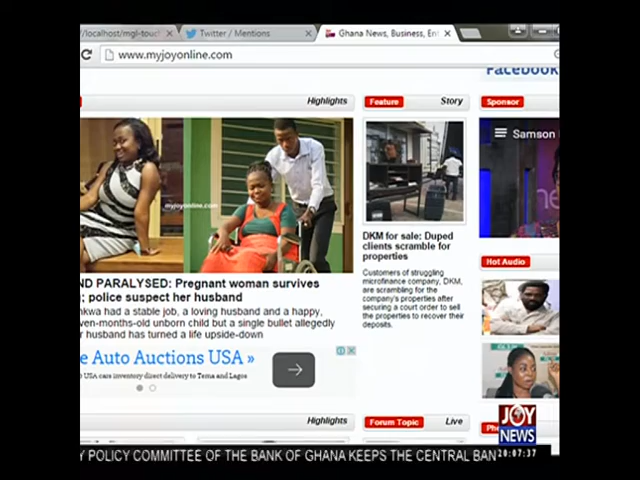 /localhost/mgl-touc
Twitter / Mentions
Ghana News, Business, En
www.myjoyonline.com
Facebook
Highlights
Feature
Story
Sponsor
myjoyonline.com
Samson
DKM for sale: Duped
clients scramble for
properties
Hot Audio
Customers of struggling
microfinance company, DKM,
are scrambling for the
company's properties after
securing a court order to sell
the properties to recover their
deposits.
ND PARALYSED: Pregnant woman survives
; police suspect her husband
nkwa had a stable job, a loving husband and a happy,
ven-months-old unborn child but a single bullet allegedly
r husband has turned a life upside-down
e Auto Auctions USA »
USA cars inventory direct delivery to Tema and Lagos
Highlights
Forum Topic
Live
JOY
NEWS
Y POLICY COMMITTEE OF THE BANK OF GHANA KEEPS THE CENTRAL BAN
20:07:37